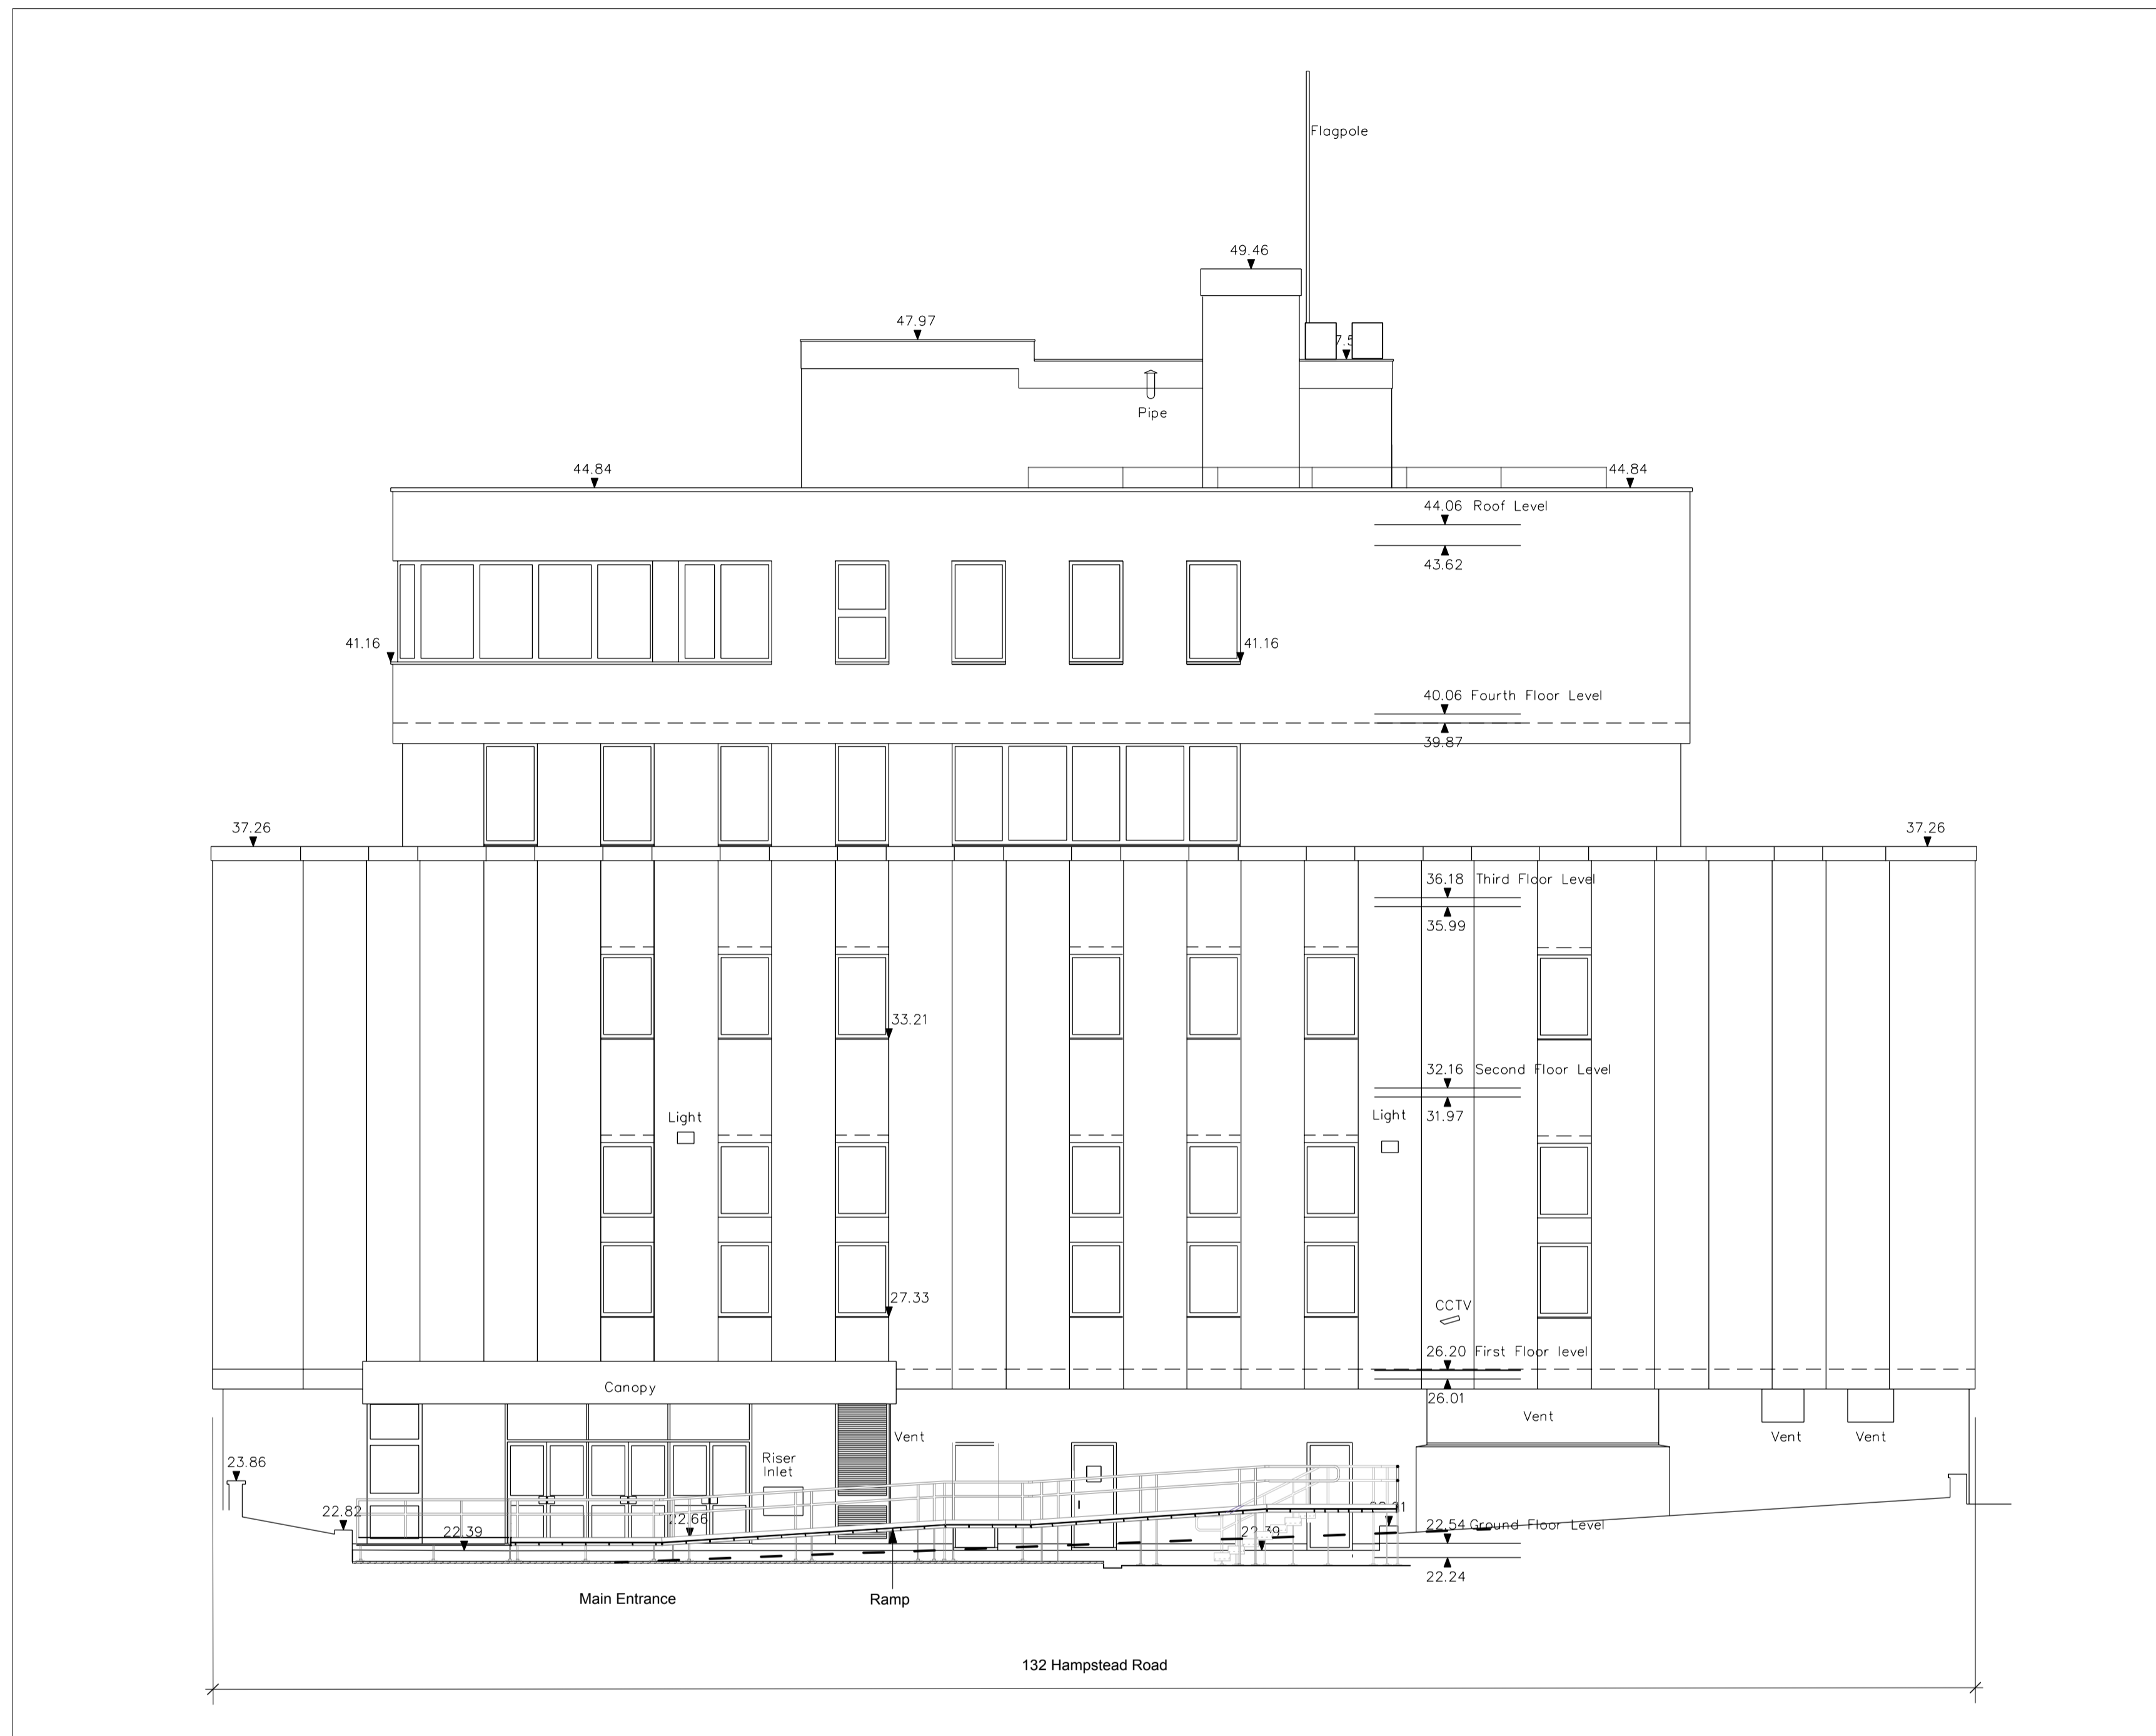 Flagpole
49.46
47.97
Pipe
44.84
44.84
44.06 Roof Level
43.62
41.16
41.16
40.06 Fourth Floor Level
39.87
37.26
37.26
36.18 Third Floor Level
35.99
33.21
32.16 Second Floor Level
31.97
Light
Light
27.33
CCTV
26.20 First Floor level
26.01
Canopy
Vent
Vent
Vent
Vent
Riser
Inlet
23.86
22.82
22.39
22.66
22.39
22.54 Ground Floor Level
22.24
Main Entrance
Ramp
132 Hampstead Road